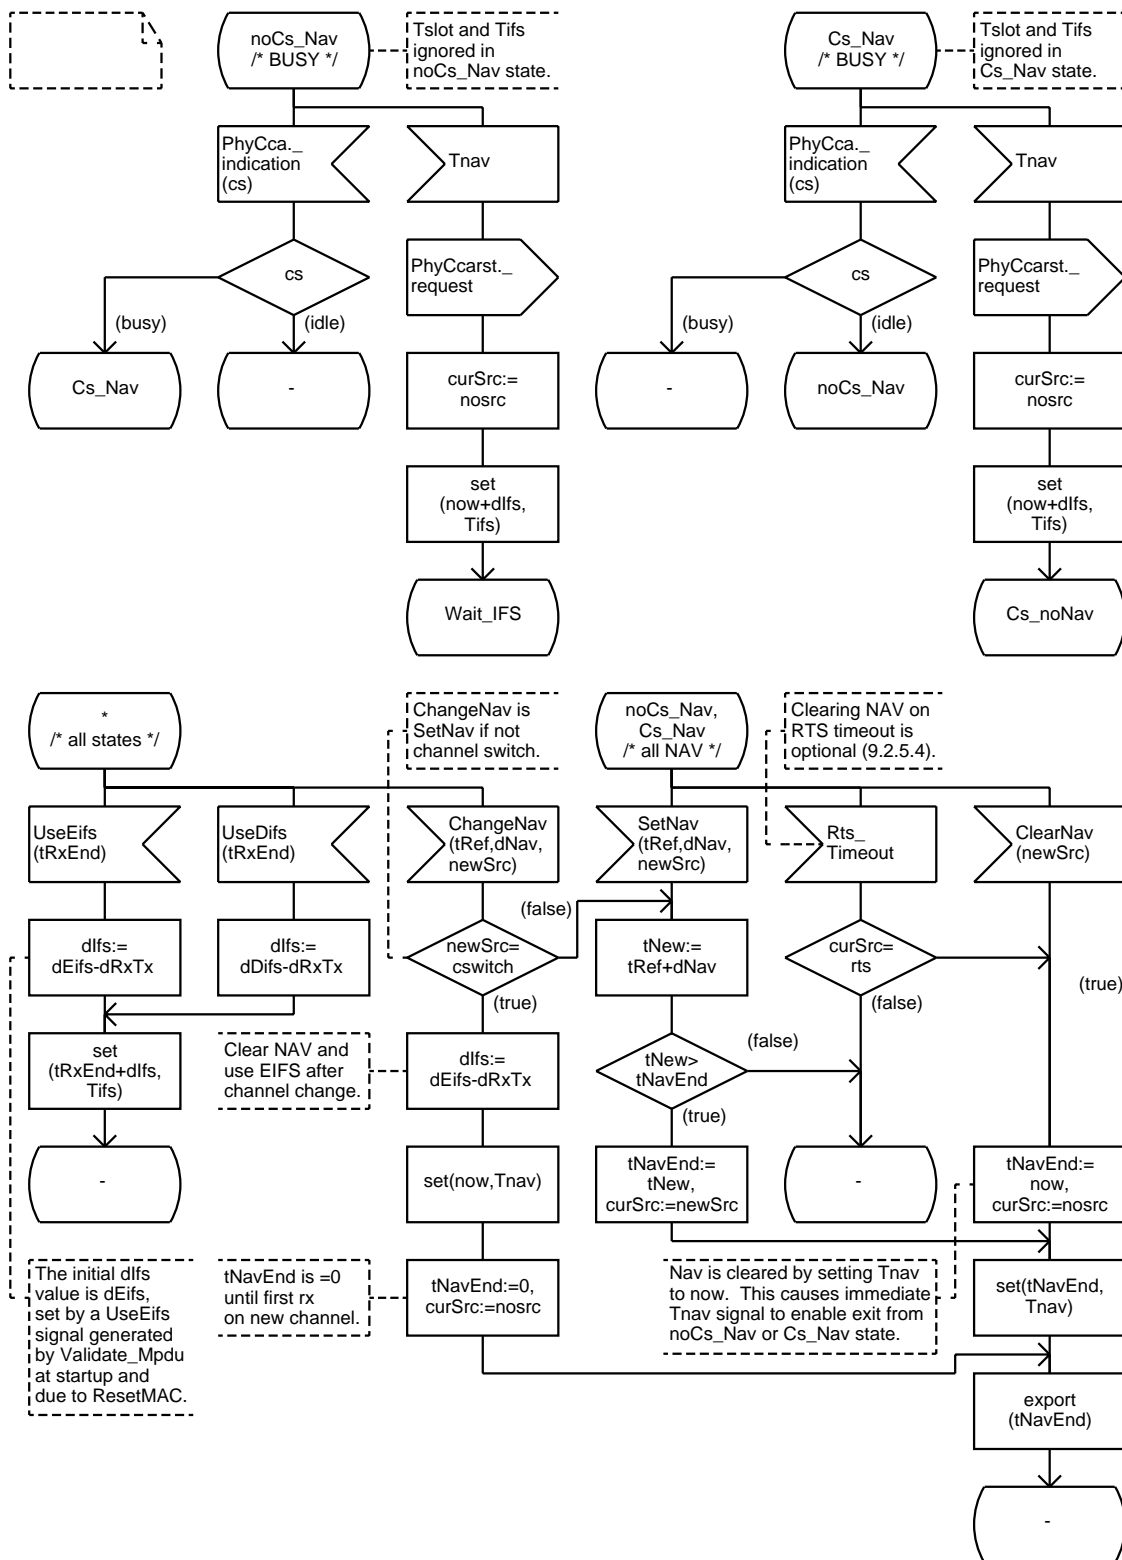 noCs_Nav
/* BUSY */
Tslot and Tifs
ignored in
noCs_Nav state.
Cs_Nav
/* BUSY */
Tslot and Tifs
ignored in
Cs_Nav state.
PhyCca._
indication
(cs)
Tnav
PhyCca._
indication
(cs)
Tnav
cs
PhyCcarst._
request
cs
PhyCcarst._
request
(busy)
(idle)
(busy)
(idle)
Cs_Nav
-
curSrc:=
nosrc
-
noCs_Nav
curSrc:=
nosrc
set
(now+dIfs,
Tifs)
set
(now+dIfs,
Tifs)
Wait_IFS
Cs_noNav
*
/* all states */
ChangeNav is
SetNav if not
channel switch.
noCs_Nav,
Cs_Nav
/* all NAV */
Clearing NAV on
RTS timeout is
optional (9.2.5.4).
UseEifs
(tRxEnd)
UseDifs
(tRxEnd)
ChangeNav
(tRef,dNav,
newSrc)
SetNav
(tRef,dNav,
newSrc)
Rts_
Timeout
ClearNav
(newSrc)
(false)
dIfs:=
dEifs-dRxTx
dIfs:=
dDifs-dRxTx
newSrc=
cswitch
tNew:=
tRef+dNav
curSrc=
rts
(true)
(true)
(false)
set
(tRxEnd+dIfs,
Tifs)
Clear NAV and
use EIFS after
channel change.
dIfs:=
dEifs-dRxTx
tNew>
tNavEnd
(false)
(true)
-
set(now,Tnav)
tNavEnd:=
tNew,
curSrc:=newSrc
-
tNavEnd:=
now,
curSrc:=nosrc
The initial dIfs
value is dEifs,
set by a UseEifs
signal generated
by Validate_Mpdu
at startup and
due to ResetMAC.
tNavEnd is =0
until first rx
on new channel.
tNavEnd:=0,
curSrc:=nosrc
Nav is cleared by setting Tnav
to now.  This causes immediate
Tnav signal to enable exit from
noCs_Nav or Cs_Nav state.
set(tNavEnd,
Tnav)
export
(tNavEnd)
-